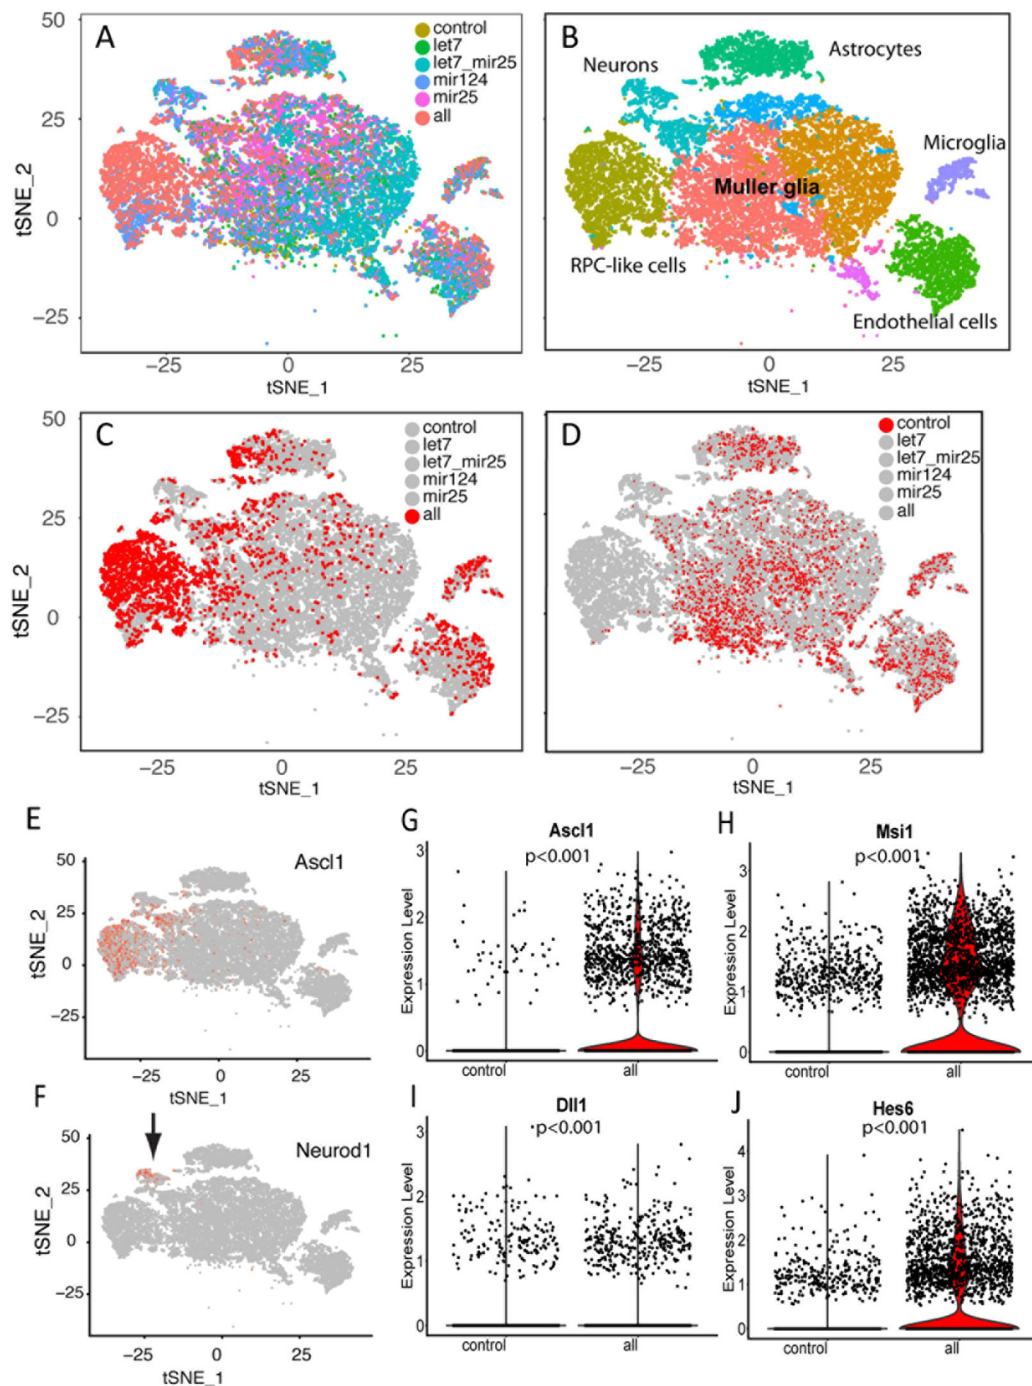 A
control
let7
let7_mir25
mir124
mir25
all
50
25
0
−25
tSNE_2
−25
0
25
tSNE_1
B
Neurons
Astrocytes
Microglia
Muller glia
RPC-like cells
Endothelial cells
−25
0
25
tSNE_1
C
control
let7
let7_mir25
mir124
mir25
all
50
25
0
−25
tSNE_2
−25
0
25
tSNE_1
D
control
let7
let7_mir25
mir124
mir25
all
−25
0
25
tSNE_1
E
Ascl1
50
25
0
−25
tSNE_2
−25
0
25
tSNE_1
F
Neurod1
50
25
0
−25
tSNE_2
−25
0
25
tSNE_1
G
Ascl1
p<0.001
3
2
1
0
Expression Level
control
all
H
Msi1
p<0.001
3
2
1
0
Expression Level
control
all
I
Dll1
p<0.001
3
2
1
0
Expression Level
control
all
J
Hes6
p<0.001
4
3
2
1
0
Expression Level
control
all